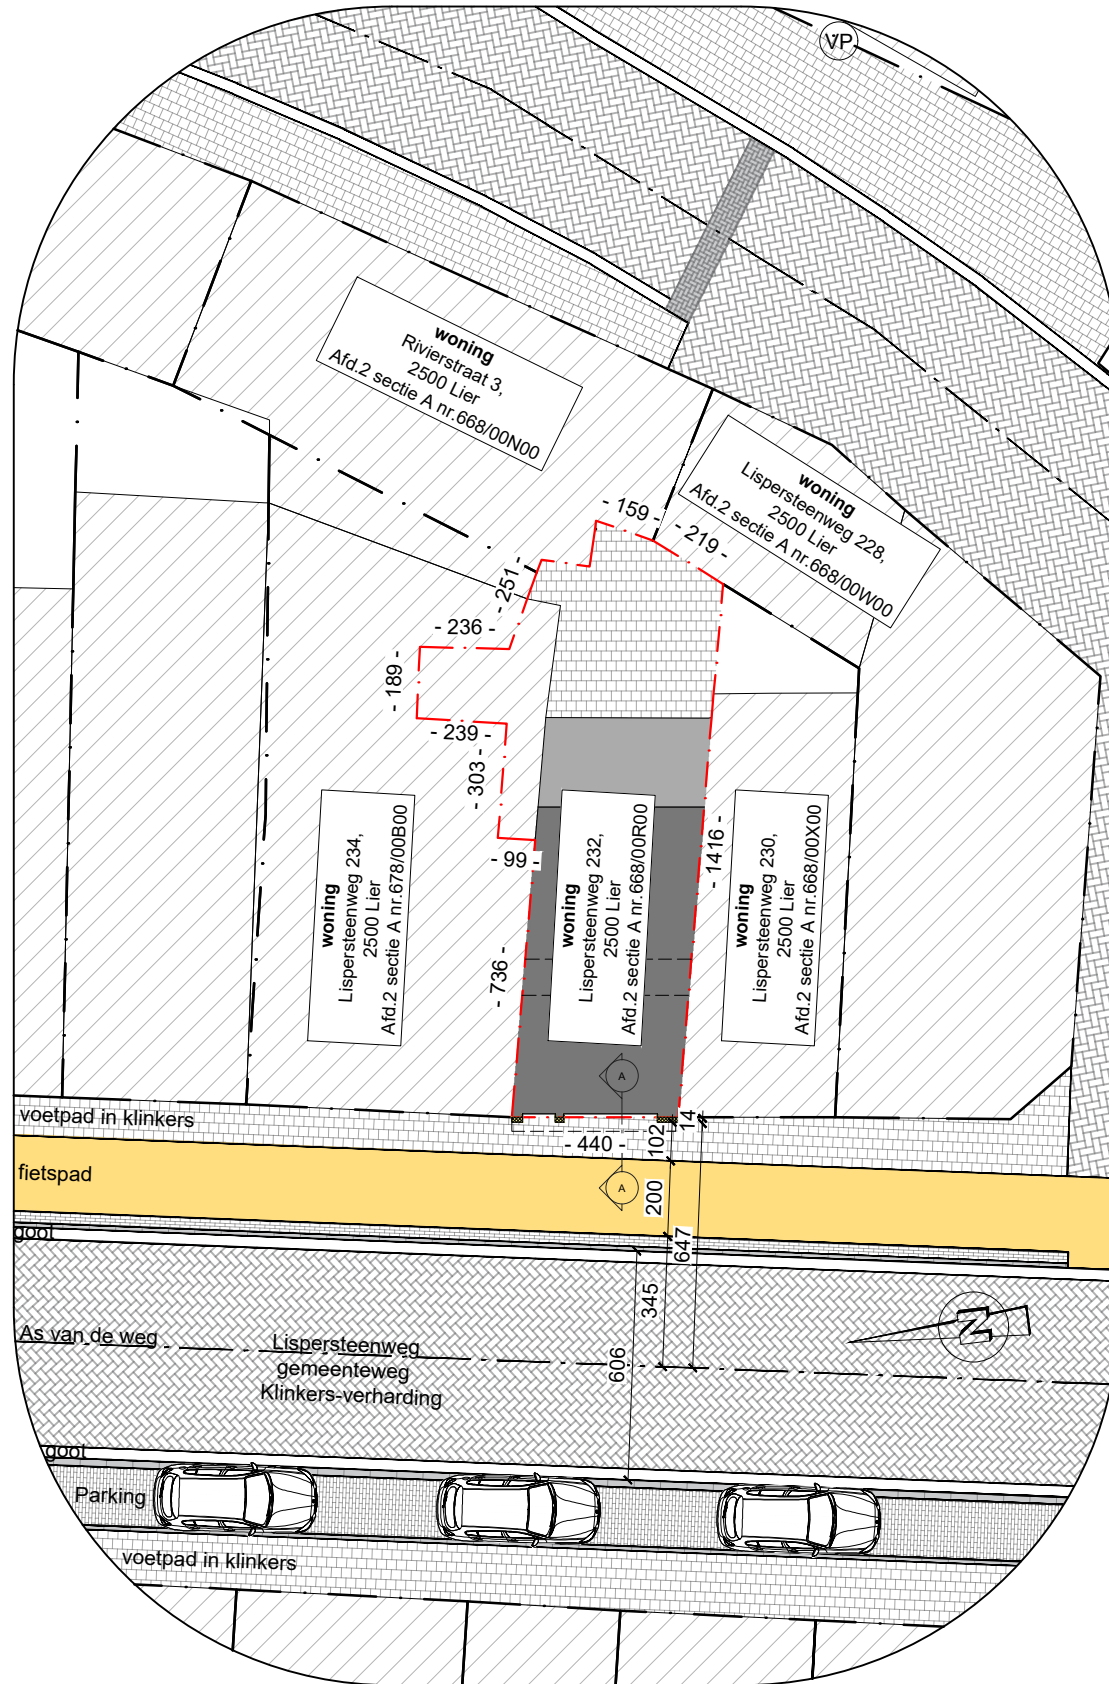 VP
woning
Rivierstraat 3,
2500 Lier
Afd.2 sectie A nr.668/00N00
woning
Lispersteenweg 228,
2500 Lier
Afd.2 sectie A nr.668/00W00
- 159 -
- 219 -
- 251 -
- 236 -
- 189 -
- 239 -
- 303 -
- 99 -
- 1416 -
- 736 -
woning
Lispersteenweg 234,
2500 Lier
Afd.2 sectie A nr.678/00B00
woning
Lispersteenweg 232,
2500 Lier
Afd.2 sectie A nr.668/00R00
woning
Lispersteenweg 230,
2500 Lier
Afd.2 sectie A nr.668/00X00
A
voetpad in klinkers
- 440 -
102
14
fietspad
A
200
goot
647
345
N
As van de weg
Lispersteenweg
gemeenteweg
Klinkers-verharding
606
goot
Parking
voetpad in klinkers